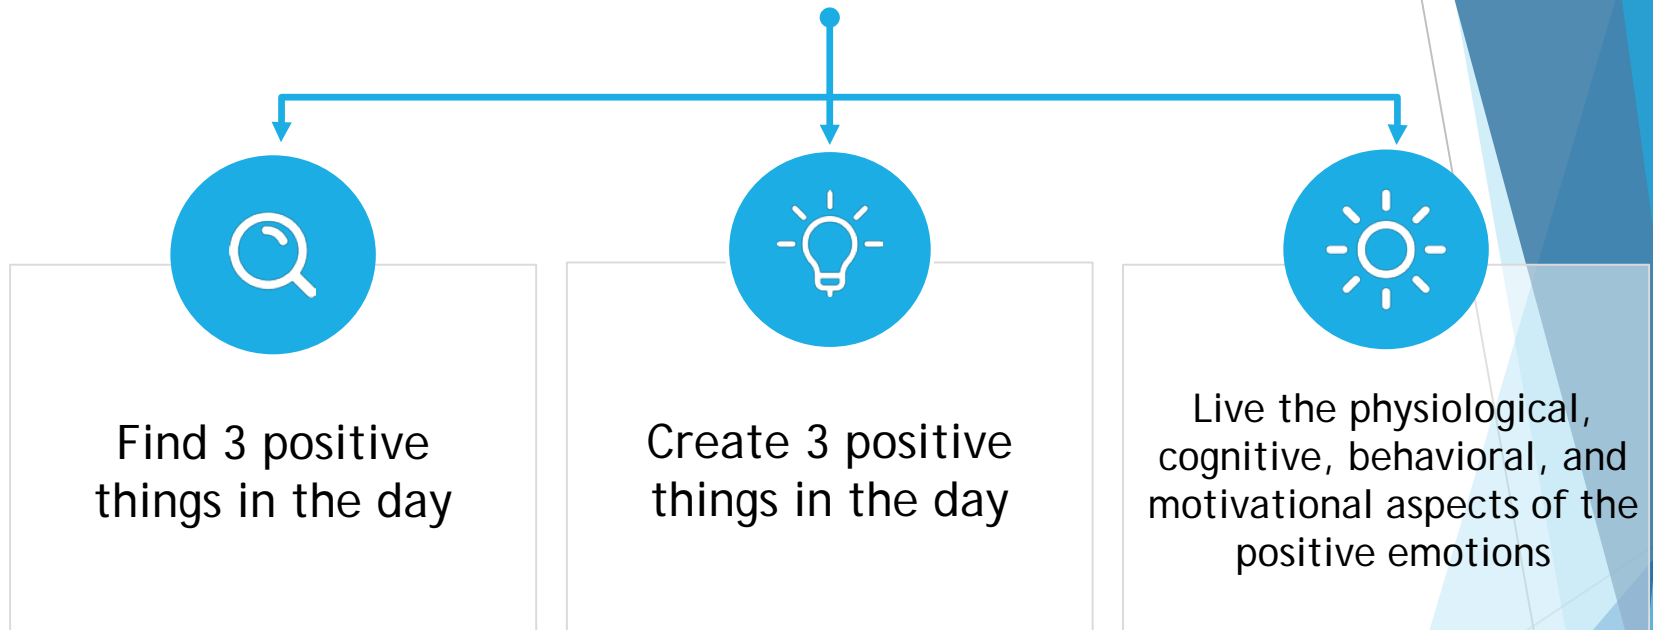 Find 3 positive
things in the day
Create 3 positive
things in the day
Live the physiological,
cognitive, behavioral, and
motivational aspects of the
positive emotions